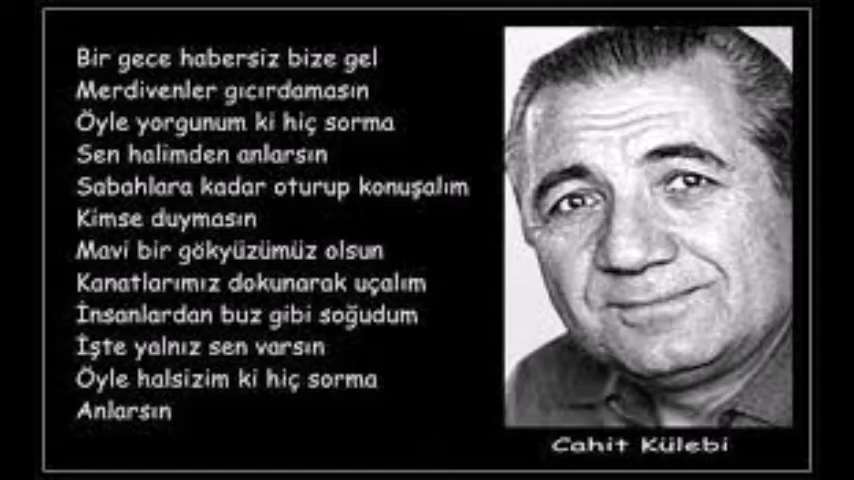 Bir gece habersiz bize gel
Merdivenler gıcırdamasın
Öyle yorgunum ki hiç sorma
Sen halimden anlarsın
Sabahlara kadar oturup konuşalım
Kimse duymasın
Mavi bir gökyüzümüz olsun
Kanatlarımız dokunarak uçalım
İnsanlardan buz gibi soğudum
İşte yalnız sen varsın
Öyle halsizim ki hiç sorma
Anlarsın
Cahit Külebi